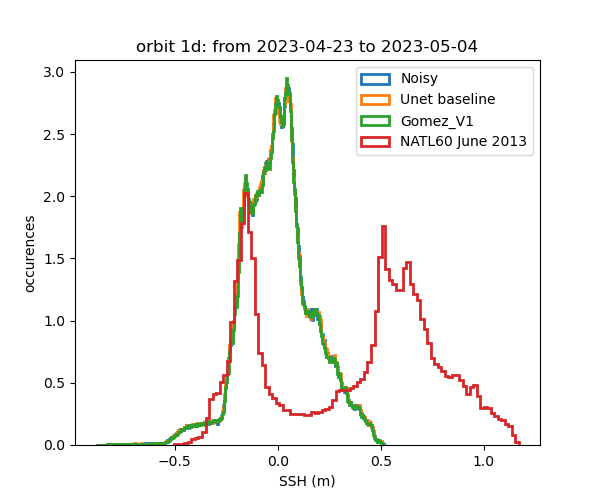 orbit 1d: from 2023-04-23 to 2023-05-04
3.0
2.5
2.0
1.5
1.0
0.5
0.0
occurences
Noisy
Unet baseline
Gomez_V1
NATL60 June 2013
−0.5 0.0 0.5 1.0
SSH (m)